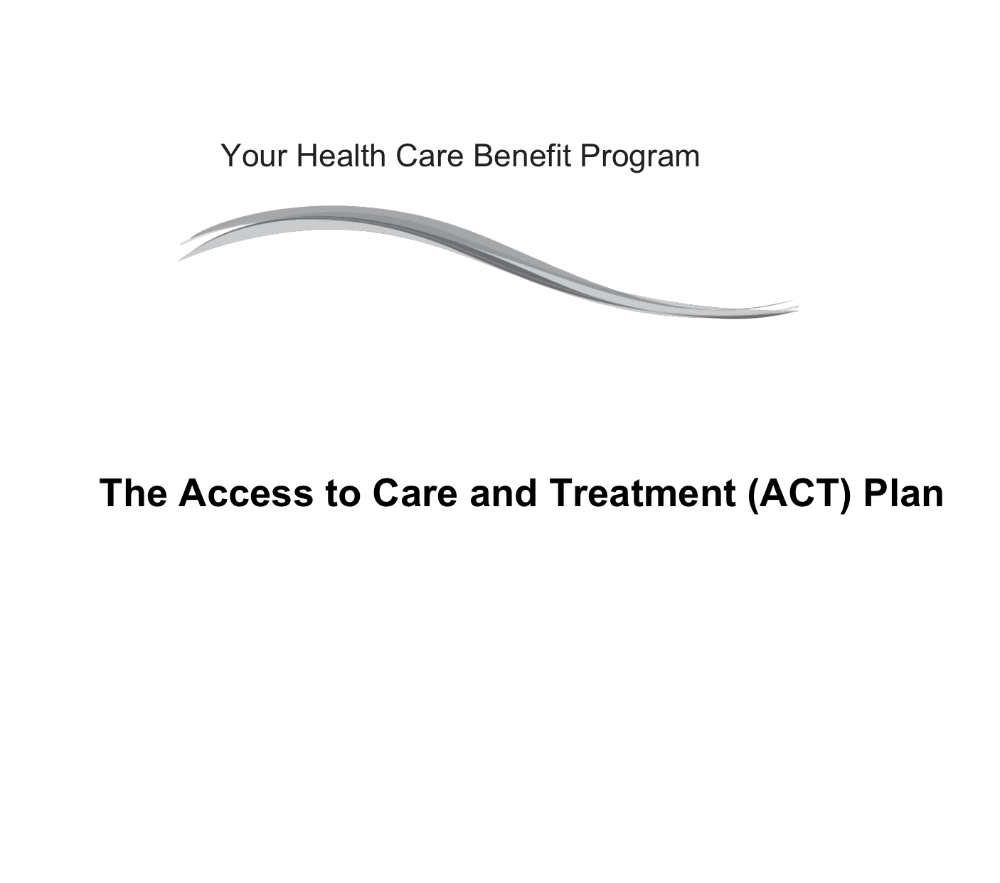 Your Health Care Benefit Program
The Access to Care and Treatment (ACT) Plan